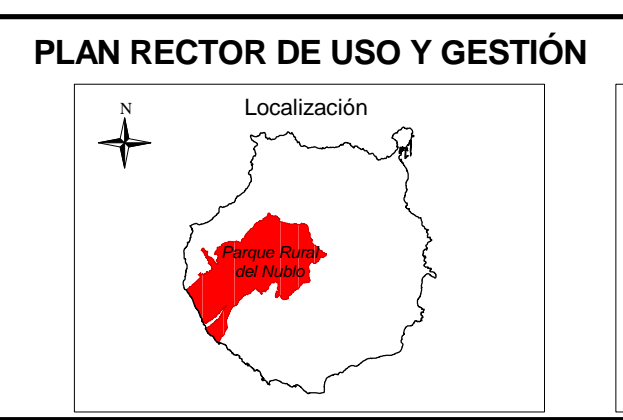 PLAN RECTOR DE USO Y GESTIÓN
Localización
N
Parque Rural
del Nublo